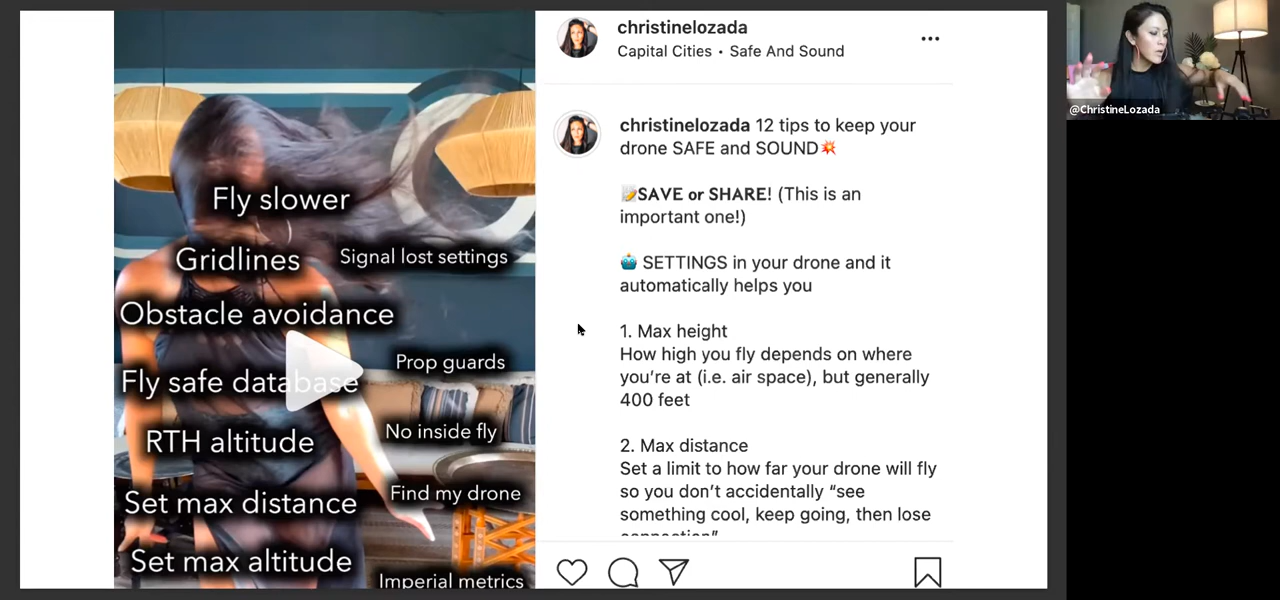 christinelozada
Capital Cities • Safe And Sound
@ChristineLozada
christinelozada 12 tips to keep your
drone SAFE and SOUND💥
📝SAVE or SHARE! (This is an
important one!)
🤖 SETTINGS in your drone and it
automatically helps you
1. Max height
How high you fly depends on where
you’re at (i.e. air space), but generally
400 feet
2. Max distance
Set a limit to how far your drone will fly
so you don’t accidentally “see
something cool, keep going, then lose
connection”
Fly slower
Gridlines
Signal lost settings
Obstacle avoidance
Prop guards
Fly safe database
No inside fly
RTH altitude
Find my drone
Set max distance
Set max altitude
Imperial metrics